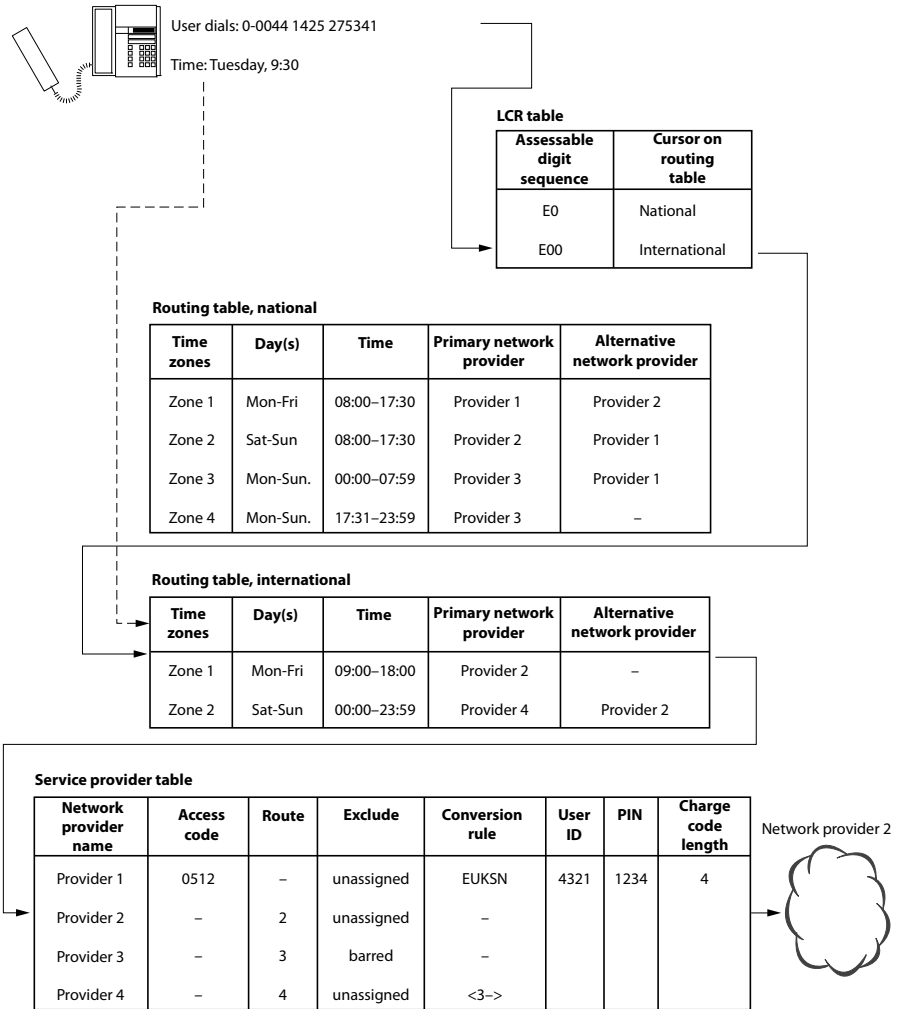 User dials: 0-0044 1425 275341
Time: Tuesday, 9:30
LCR table
Assessable digit sequence Cursor on routing table
E0 National
E00 International
Routing table, national
Time zones Day(s) Time Primary network provider Alternative network provider
Zone 1 Mon-Fri 08:00–17:30 Provider 1 Provider 2
Zone 2 Sat-Sun 08:00–17:30 Provider 2 Provider 1
Zone 3 Mon-Sun. 00:00–07:59 Provider 3 Provider 1
Zone 4 Mon-Sun. 17:31–23:59 Provider 3 –
Routing table, international
Time zones Day(s) Time Primary network provider Alternative network provider
Zone 1 Mon-Fri 09:00–18:00 Provider 2 –
Zone 2 Sat-Sun 00:00–23:59 Provider 4 Provider 2
Service provider table
Network provider name Access code Route Exclude Conversion rule User ID PIN Charge code length
Provider 1 0512 – unassigned EUKSN 4321 1234 4
Provider 2 – 2 unassigned –
Provider 3 – 3 barred –
Provider 4 – 4 unassigned <3–>
Network provider 2